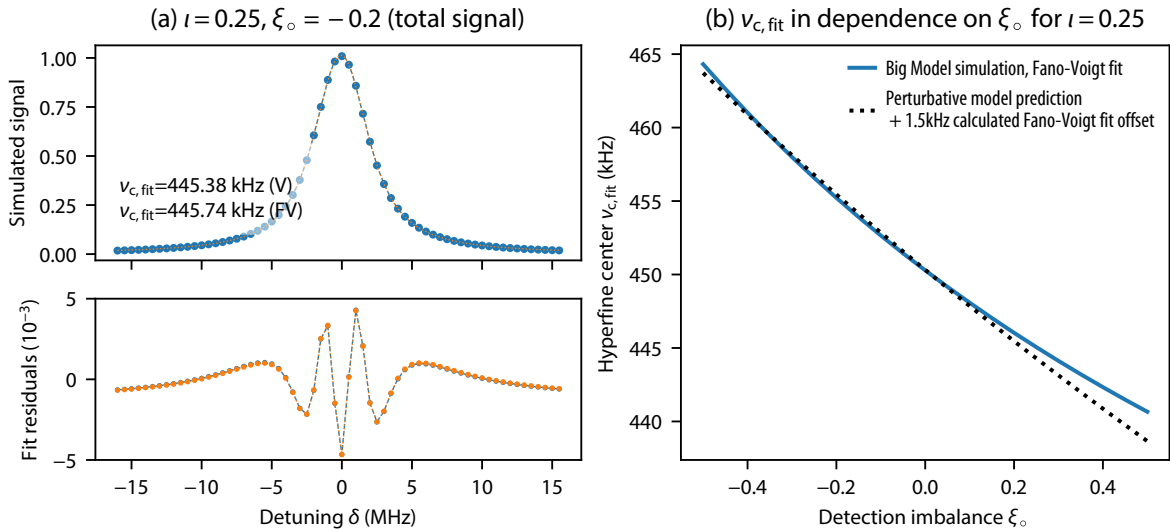 (a) ι = 0.25, ξ∘ = − 0.2 (total signal)
Simulated signal
1.00
0.75
0.50
0.25
0.00
νc, fit=445.38 kHz (V)
νc, fit=445.74 kHz (FV)
Fit residuals (10−3)
5
0
−5
−15
−10
−5
0
5
10
15
Detuning δ (MHz)
(b) νc, fit in dependence on ξ∘ for ι = 0.25
Hyperfine center νc, fit (kHz)
465
460
455
450
445
440
Big Model simulation, Fano-Voigt fit
Perturbative model prediction
+ 1.5kHz calculated Fano-Voigt fit offset
−0.4
−0.2
0.0
0.2
0.4
Detection imbalance ξ∘